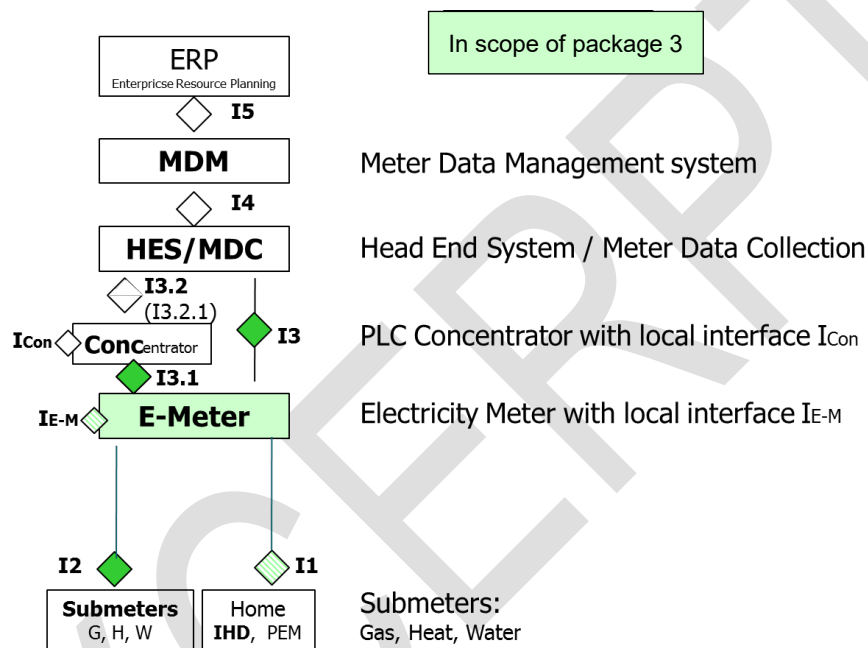 In scope of package 3
ERP
Enterpricse Resource Planning
I5
MDM
Meter Data Management system
I4
HES/MDC
Head End System / Meter Data Collection
I3.2
(I3.2.1)
ICon
Concentrator
I3
PLC Concentrator with local interface ICon
I3.1
IE-M
E-Meter
Electricity Meter with local interface IE-M
I2
I1
Submeters
G, H, W
Home
IHD, PEM
Submeters:
Gas, Heat, Water